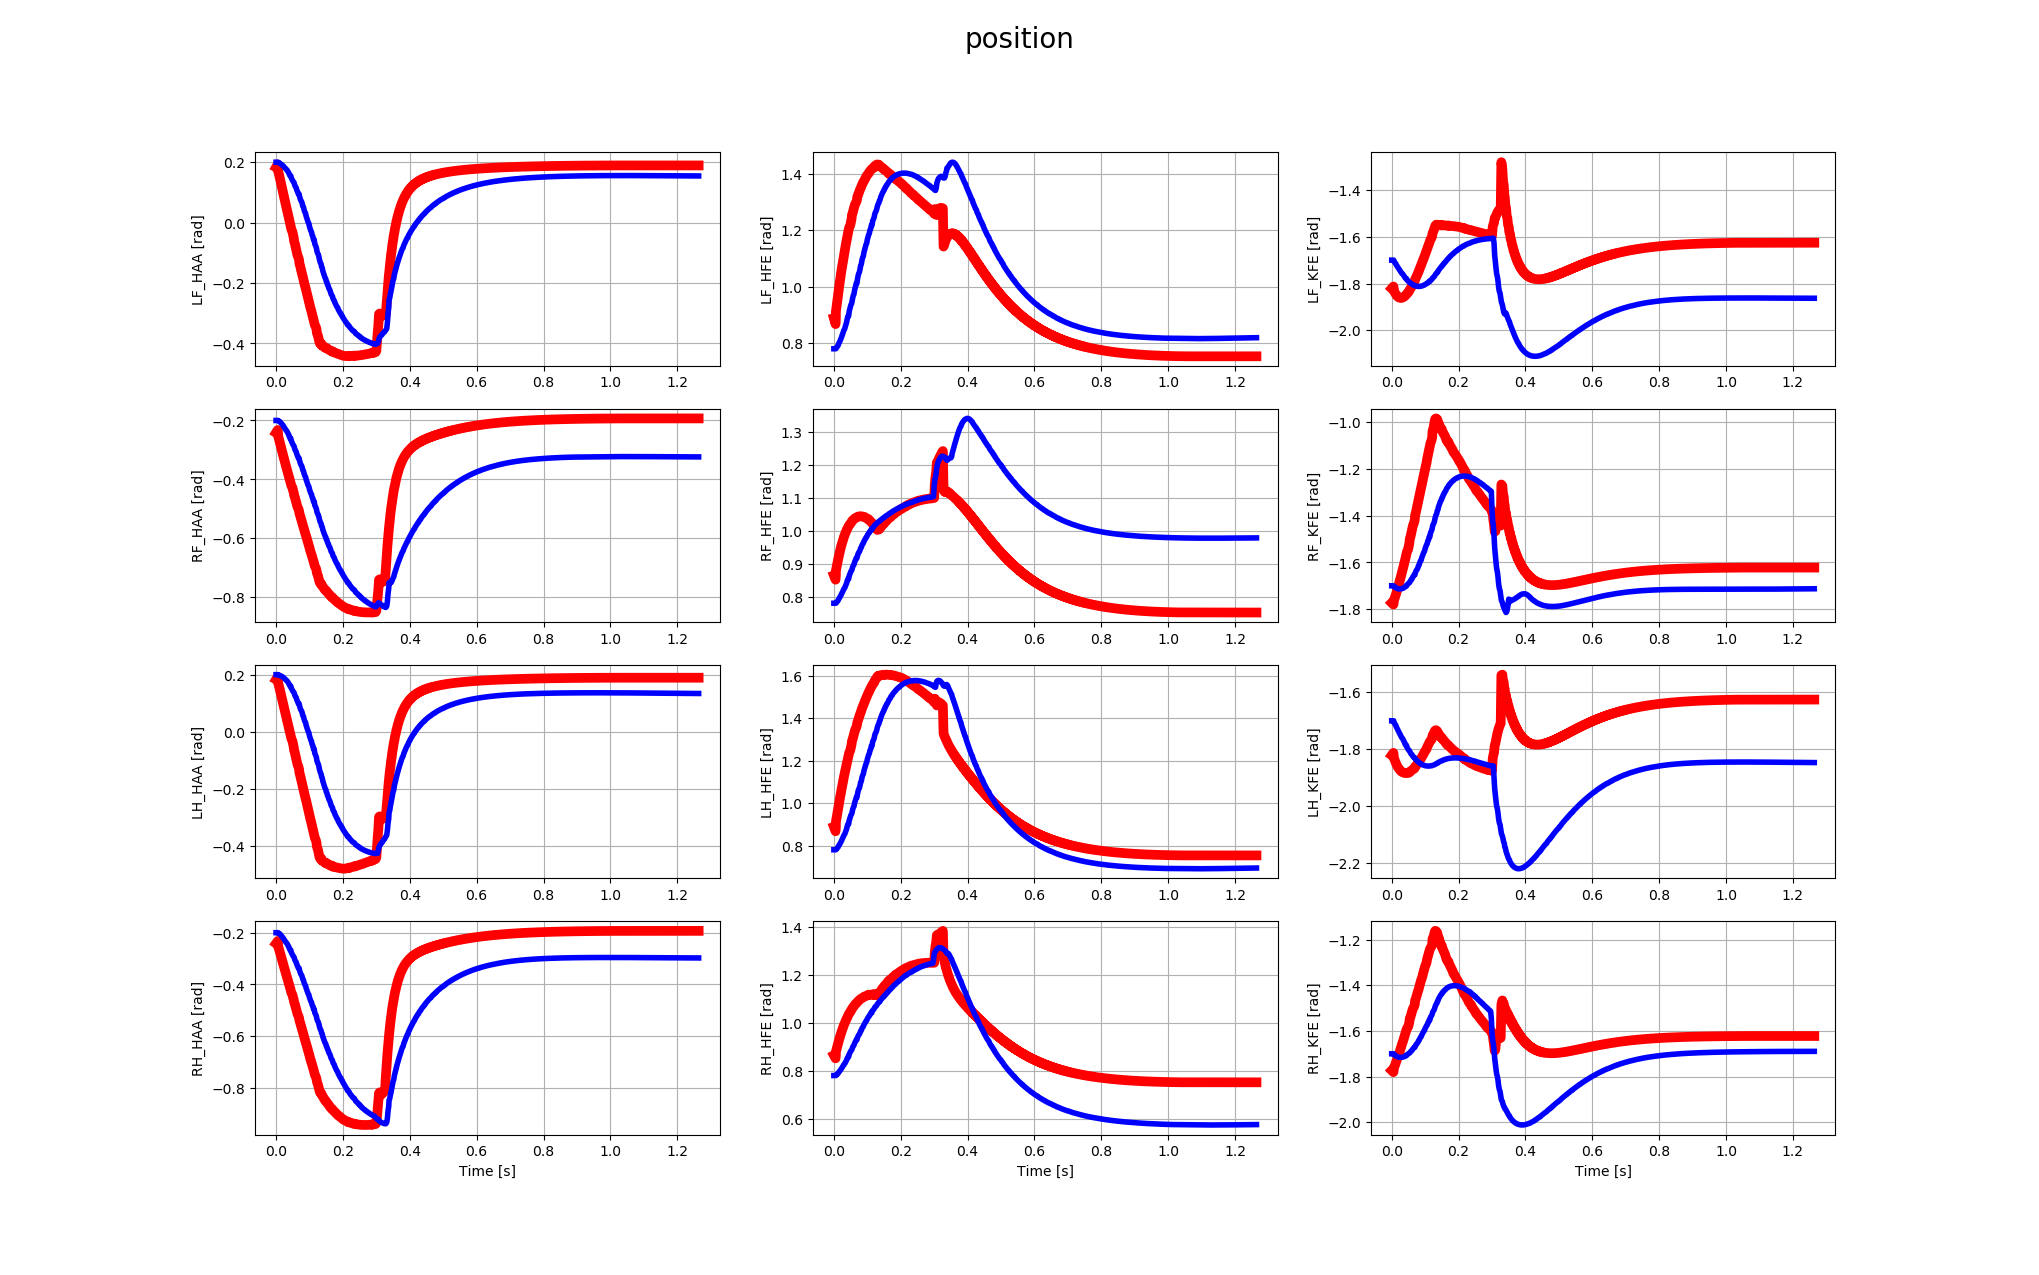 position
LF_HAA [rad]
0.2
0.0
−0.2
−0.4
0.0 0.2 0.4 0.6 0.8 1.0 1.2
LF_HFE [rad]
1.4
1.2
1.0
0.8
0.0 0.2 0.4 0.6 0.8 1.0 1.2
LF_KFE [rad]
−1.4
−1.6
−1.8
−2.0
0.0 0.2 0.4 0.6 0.8 1.0 1.2
RF_HAA [rad]
−0.2
−0.4
−0.6
−0.8
0.0 0.2 0.4 0.6 0.8 1.0 1.2
RF_HFE [rad]
1.3
1.2
1.1
1.0
0.9
0.8
0.0 0.2 0.4 0.6 0.8 1.0 1.2
RF_KFE [rad]
−1.0
−1.2
−1.4
−1.6
−1.8
0.0 0.2 0.4 0.6 0.8 1.0 1.2
LH_HAA [rad]
0.2
0.0
−0.2
−0.4
0.0 0.2 0.4 0.6 0.8 1.0 1.2
LH_HFE [rad]
1.6
1.4
1.2
1.0
0.8
0.0 0.2 0.4 0.6 0.8 1.0 1.2
LH_KFE [rad]
−1.6
−1.8
−2.0
−2.2
0.0 0.2 0.4 0.6 0.8 1.0 1.2
RH_HAA [rad]
−0.2
−0.4
−0.6
−0.8
0.0 0.2 0.4 0.6 0.8 1.0 1.2
Time [s]
RH_HFE [rad]
1.4
1.2
1.0
0.8
0.6
0.0 0.2 0.4 0.6 0.8 1.0 1.2
Time [s]
RH_KFE [rad]
−1.2
−1.4
−1.6
−1.8
−2.0
0.0 0.2 0.4 0.6 0.8 1.0 1.2
Time [s]